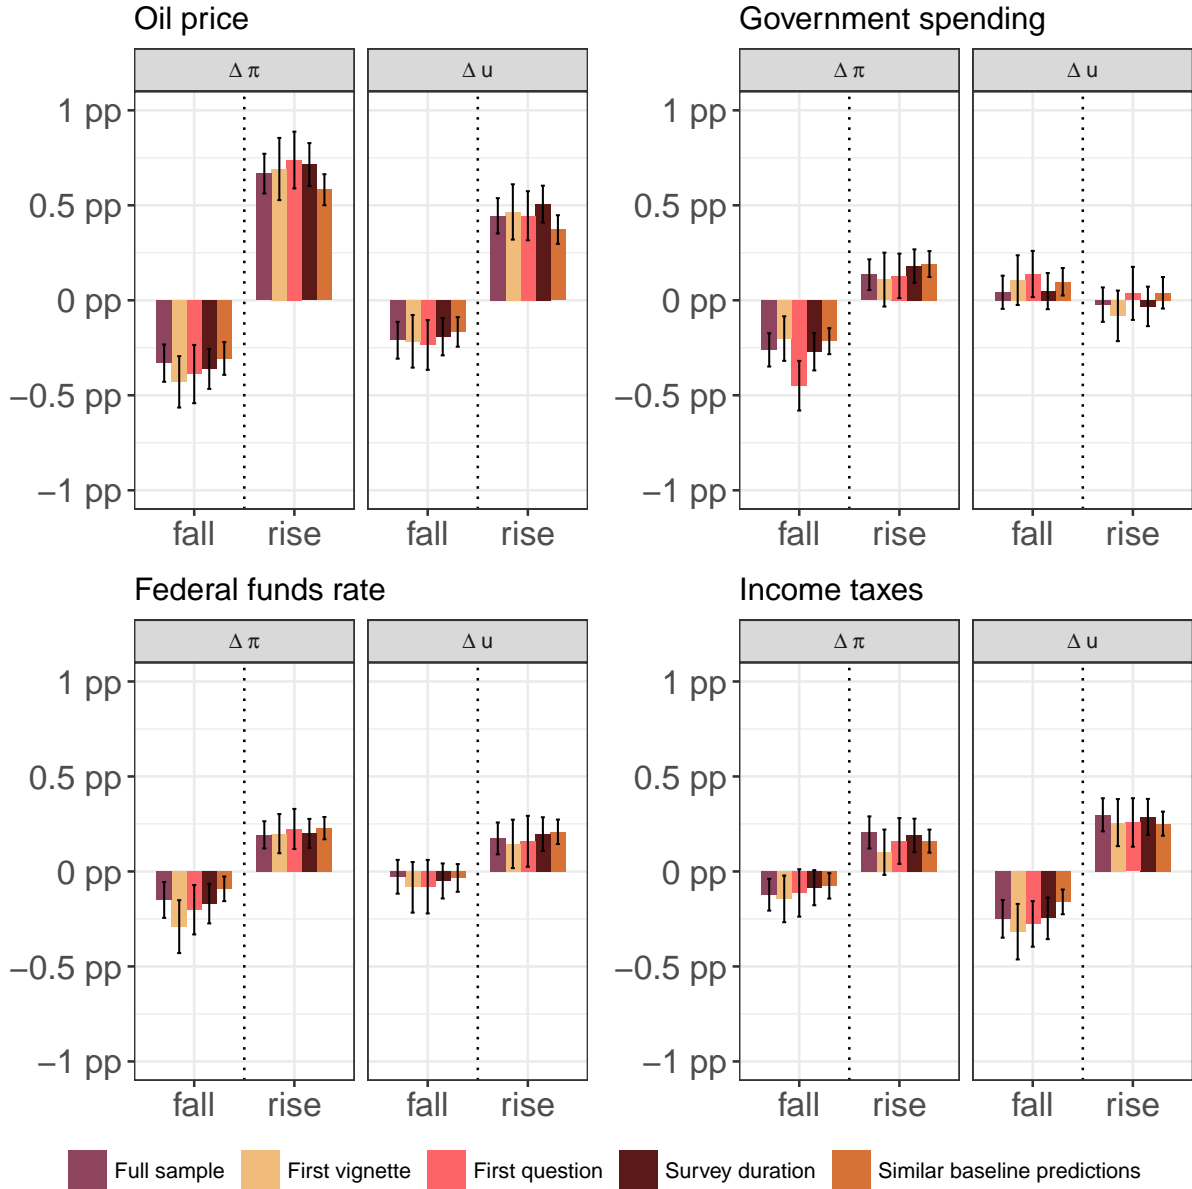 Oil price
Δ π
Δ u
1 pp
0.5 pp
0 pp
−0.5 pp
−1 pp
fall
rise
fall
rise
Government spending
Δ π
Δ u
1 pp
0.5 pp
0 pp
−0.5 pp
−1 pp
fall
rise
fall
rise
Federal funds rate
Δ π
Δ u
1 pp
0.5 pp
0 pp
−0.5 pp
−1 pp
fall
rise
fall
rise
Income taxes
Δ π
Δ u
1 pp
0.5 pp
0 pp
−0.5 pp
−1 pp
fall
rise
fall
rise
Full sample
First vignette
First question
Survey duration
Similar baseline predictions